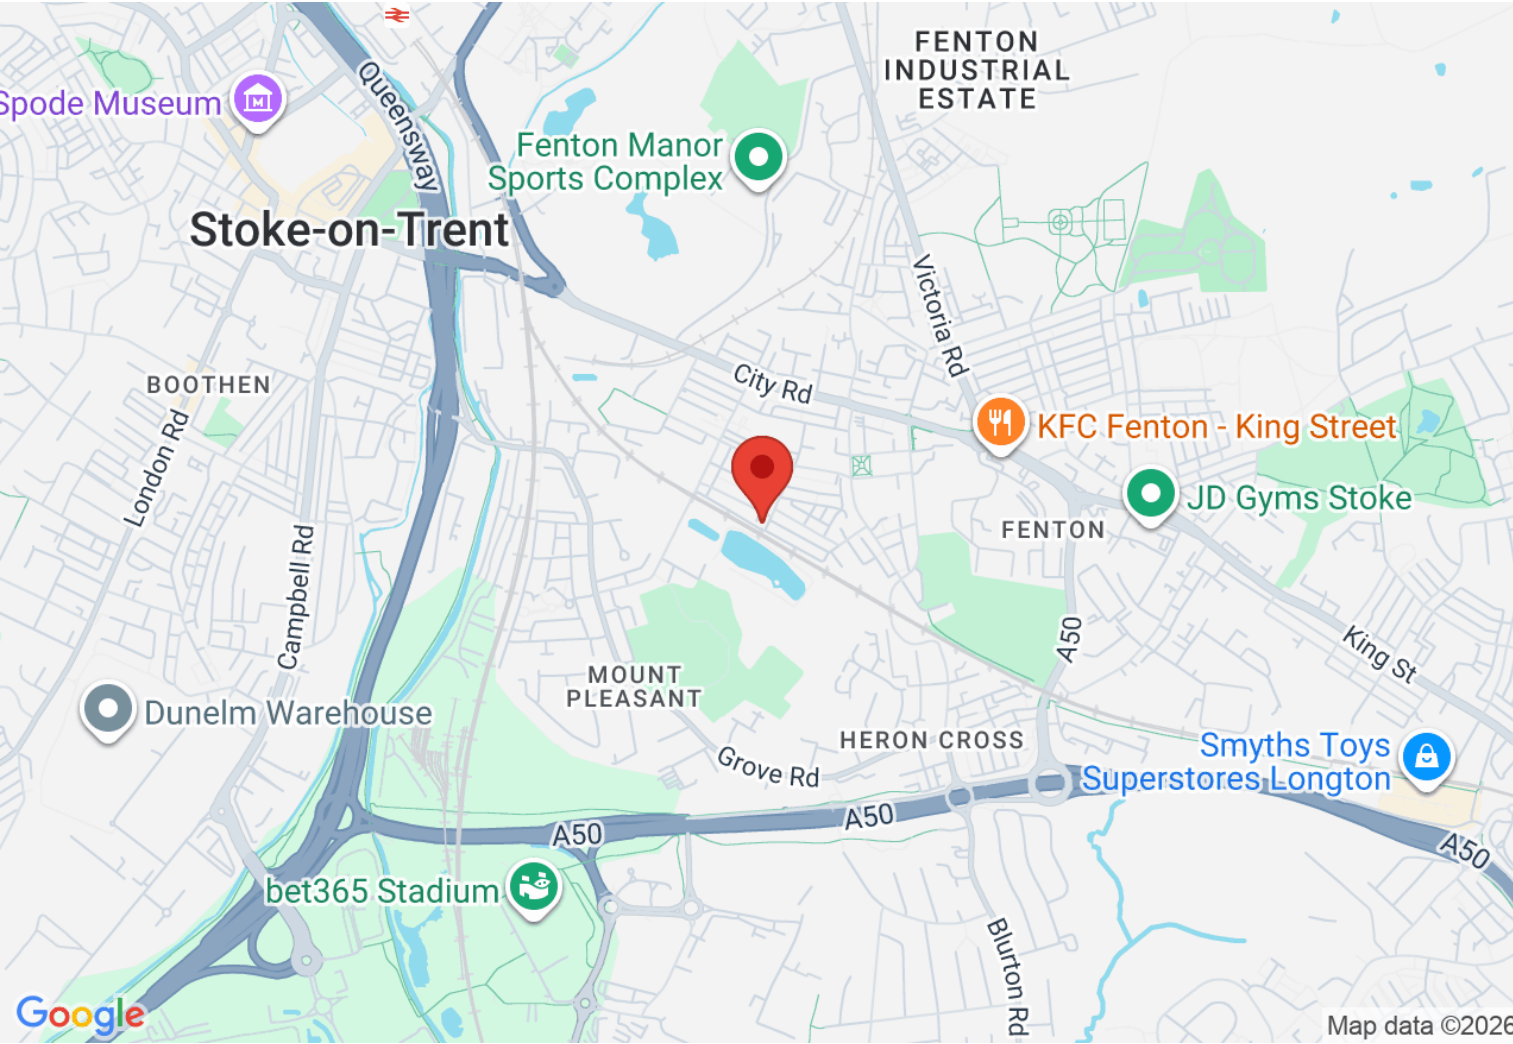 FENTON
INDUSTRIAL
ESTATE
Queensway
Spode Museum
Fenton Manor
Sports Complex
Stoke-on-Trent
Victoria Rd
BOOTHEN
City Rd
London Rd
KFC Fenton - King Street
JD Gyms Stoke
FENTON
Campbell Rd
A50
King St
MOUNT
PLEASANT
Dunelm Warehouse
HERON CROSS
Smyths Toys
Superstores Longton
Grove Rd
A50
A50
A50
bet365 Stadium
Blurton Rd
Google
Map data ©2026